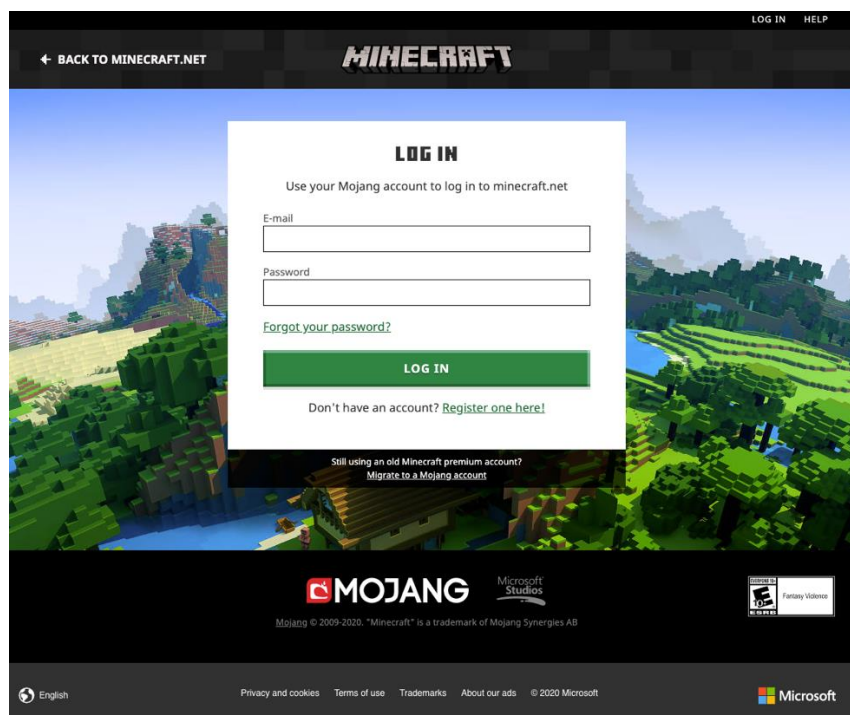 LOG IN HELP
← BACK TO MINECRAFT.NET
MINECRAFT
LOG IN
Use your Mojang account to log in to minecraft.net
E-mail
Password
Forgot your password?
LOG IN
Don't have an account? Register one here!
Still using an old Minecraft premium account?
Migrate to a Mojang account
MOJANG
Microsoft
Studios
EVERYONE 10+
E
10+
Fantasy Violence
ESRB
Mojang © 2009-2020. "Minecraft" is a trademark of Mojang Synergies AB
English
Privacy and cookies Terms of use Trademarks About our ads © 2020 Microsoft
Microsoft